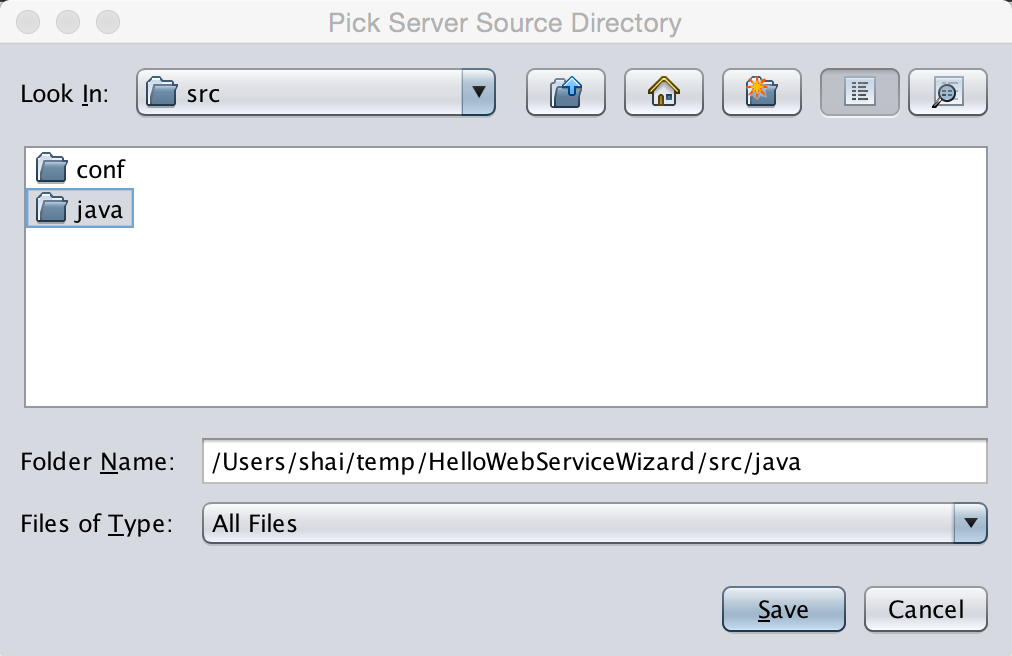 Pick Server Source Directory
Look In: src
conf
java
Folder Name: /Users/shai/temp/HelloWebServiceWizard/src/java
Files of Type: All Files
Save Cancel